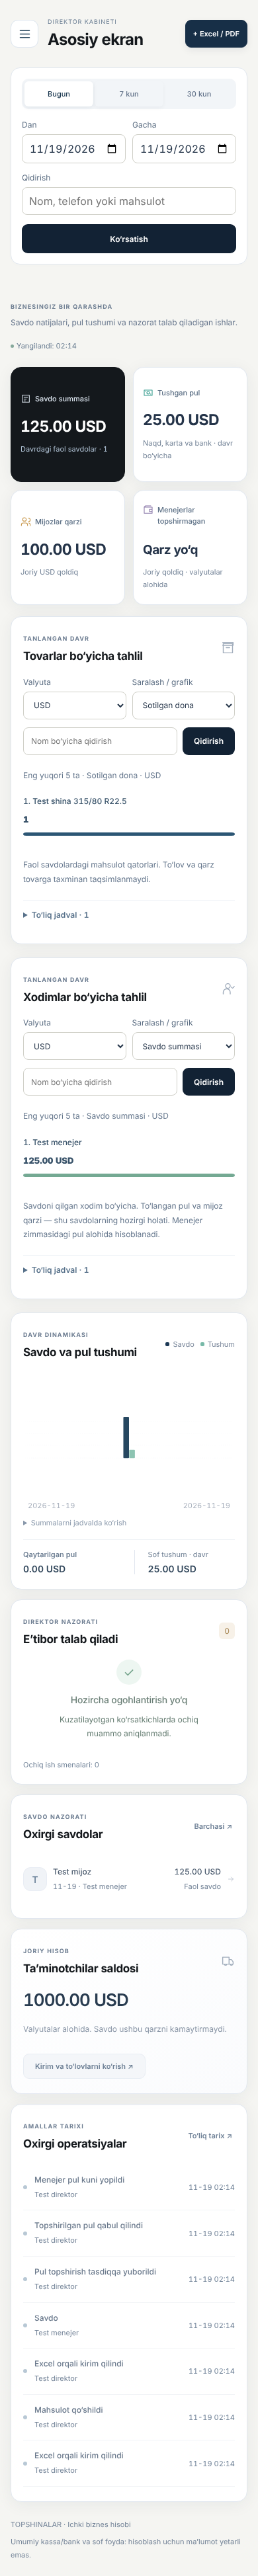 DIREKTOR KABINETI
Asosiy ekran
+ Excel / PDF
Bugun
7 kun
30 kun
Dan
Gacha
11/19/2026
11/19/2026
Qidirish
Nom, telefon yoki mahsulot
Ko‘rsatish
BIZNESINGIZ BIR QARASHDA
Savdo natijalari, pul tushumi va nazorat talab qiladigan ishlar.
Yangilandi: 02:14
Savdo summasi
125.00 USD
Davrdagi faol savdolar · 1
Tushgan pul
25.00 USD
Naqd, karta va bank · davr
bo‘yicha
Mijozlar qarzi
100.00 USD
Joriy USD qoldiq
Menejerlar
topshirmagan
Qarz yo‘q
Joriy qoldiq · valyutalar
alohida
TANLANGAN DAVR
Tovarlar bo‘yicha tahlil
Valyuta
Saralash / grafik
USD
Sotilgan dona
Nom bo‘yicha qidirish
Qidirish
Eng yuqori 5 ta · Sotilgan dona · USD
1. Test shina 315/80 R22.5
1
Faol savdolardagi mahsulot qatorlari. To‘lov va qarz
tovarga taxminan taqsimlanmaydi.
▶ To‘liq jadval · 1
TANLANGAN DAVR
Xodimlar bo‘yicha tahlil
Valyuta
Saralash / grafik
USD
Savdo summasi
Nom bo‘yicha qidirish
Qidirish
Eng yuqori 5 ta · Savdo summasi · USD
1. Test menejer
125.00 USD
Savdoni qilgan xodim bo‘yicha. To‘langan pul va mijoz
qarzi — shu savdolarning hozirgi holati. Menejer
zimmasidagi pul alohida hisoblanadi.
▶ To‘liq jadval · 1
DAVR DINAMIKASI
Savdo va pul tushumi
Savdo
Tushum
2026-11-19
2026-11-19
▶ Summalarni jadvalda ko‘rish
Qaytarilgan pul
0.00 USD
Sof tushum · davr
25.00 USD
DIREKTOR NAZORATI
E’tibor talab qiladi
0
Hozircha ogohlantirish yo‘q
Kuzatilayotgan ko‘rsatkichlarda ochiq
muammo aniqlanmadi.
Ochiq ish smenalari: 0
SAVDO NAZORATI
Oxirgi savdolar
Barchasi ↗
T
Test mijoz
11-19 · Test menejer
125.00 USD
Faol savdo
→
JORIY HISOB
Ta’minotchilar saldosi
1000.00 USD
Valyutalar alohida. Savdo ushbu qarzni kamaytirmaydi.
Kirim va to‘lovlarni ko‘rish ↗
AMALLAR TARIXI
Oxirgi operatsiyalar
To‘liq tarix ↗
Menejer pul kuni yopildi
Test direktor
11-19 02:14
Topshirilgan pul qabul qilindi
Test direktor
11-19 02:14
Pul topshirish tasdiqqa yuborildi
Test direktor
11-19 02:14
Savdo
Test menejer
11-19 02:14
Excel orqali kirim qilindi
Test direktor
11-19 02:14
Mahsulot qo‘shildi
Test direktor
11-19 02:14
Excel orqali kirim qilindi
Test direktor
11-19 02:14
TOPSHINALAR · Ichki biznes hisobi
Umumiy kassa/bank va sof foyda: hisoblash uchun ma’lumot yetarli
emas.